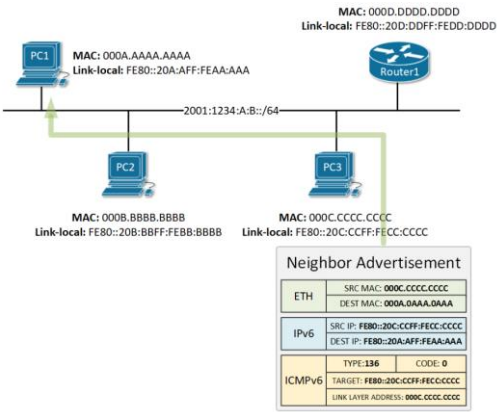 MAC: 000D.DDDD.DDDD
Link-local: FE80::20D:DDFF:FEDD:DDDD
PC1
MAC: 000A.AAAA.AAAA
Link-local: FE80::20A:AFF:FEAA:AAA
Router1
2001:1234:A:B::/64
PC2
PC3
MAC: 000B.BBBB.BBBB
Link-local: FE80::20B:BBFF:FEBB:BBBB
MAC: 000C.CCCC.CCCC
Link-local: FE80::20C:CCFF:FECC:CCCC
Neighbor Advertisement
ETH
SRC MAC: 000C.CCCC.CCCC
DEST MAC: 000A.0AAA.0AAA
IPv6
SRC IP: FE80::20C:CCFF:FECC:CCCC
DEST IP: FE80::20A:AFF:FEAA:AAA
ICMPv6
TYPE:136
CODE: 0
TARGET: FE80::20C:CCFF:FECC:CCCC
LINK LAYER ADDRESS: 000C.CCCC.CCCC